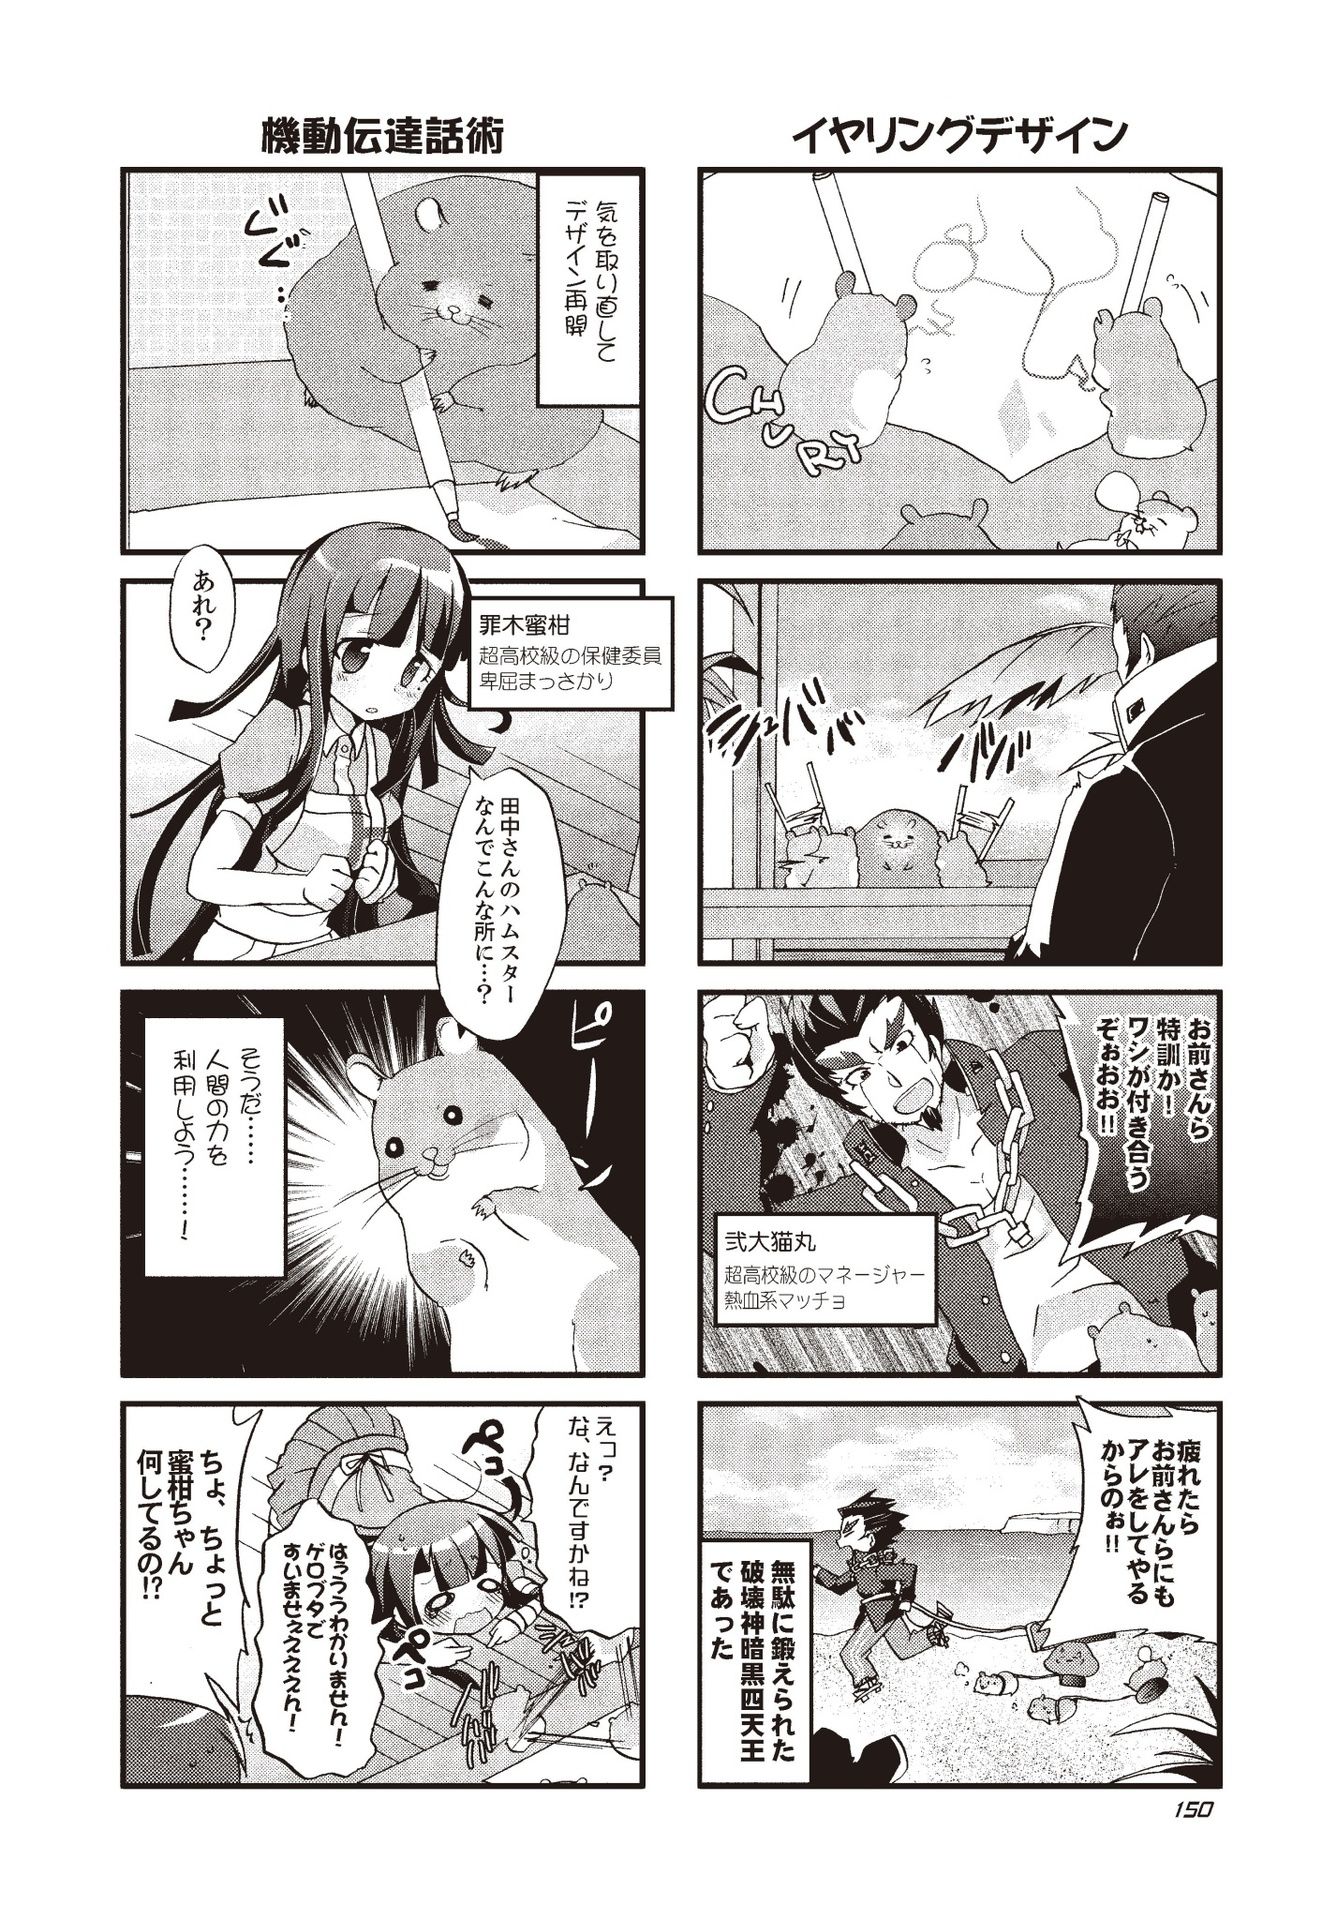 イヤリングデザイン
CHURY
ガリ
ガリ
お前さんら
特訓か！
ワシが付き合う
ぞぉおお!!
弐大猫丸
超高校級のマネージャー
熱血系マッチョ
疲れたら
お前さんらにも
アレをしてやる
からのぉ!!
無駄に鍛えられた
破壊神暗黒四天王
であった
機動伝達話術
気を取り直して
デザイン再開
ぐ゛
ぐ゛
…
あれ？
罪木蜜柑
超高校級の保健委員
卑屈まっさかり
田中さんのハムスター
なんでこんな所に…？
ピーン
そうだ……
人間の力を
利用しよう……！
えっ？
な、なんですかね!?
ペコ
ペコ
はぅううわかりません！
ゲロブタで
すいませぇぇええん！
ちょ、ちょっと
蜜柑ちゃん
何してるの!?
150